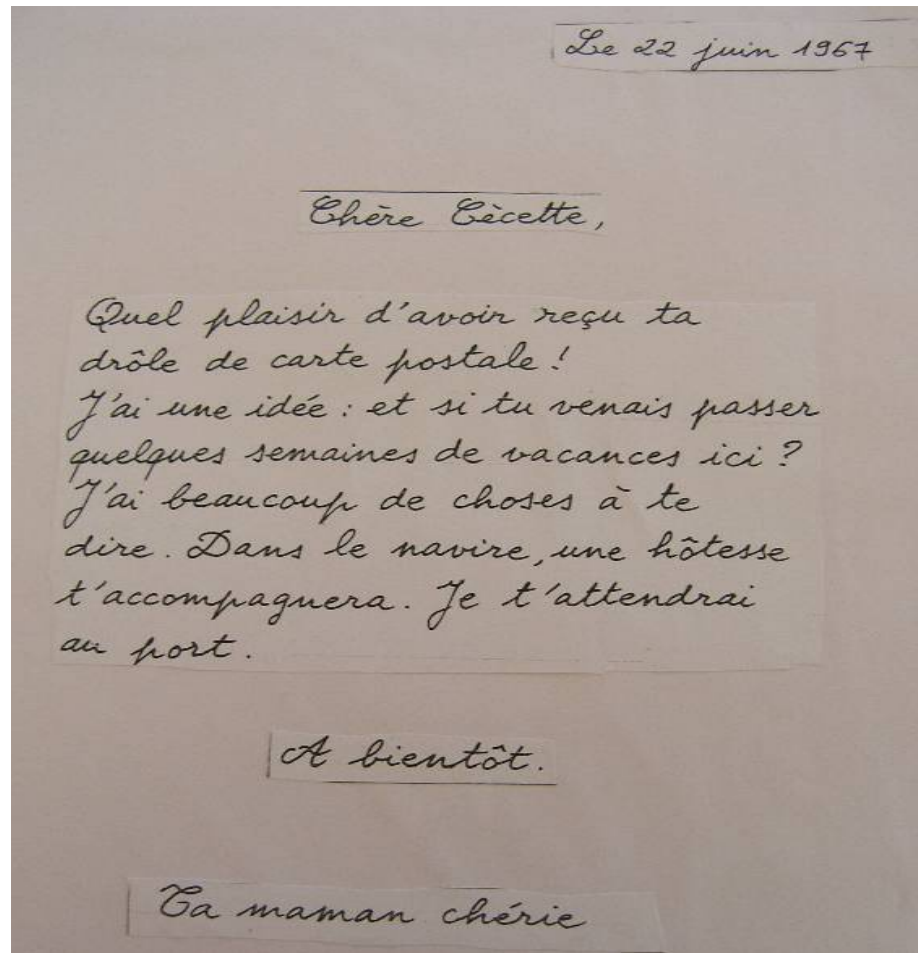 Le 22 juin 1967
Chère Cècette,
Quel plaisir d'avoir reçu ta
drôle de carte postale !
J'ai une idée : et si tu venais passer
quelques semaines de vacances ici ?
J'ai beaucoup de choses à te
dire. Dans le navire, une hôtesse
t'accompagnera. Je t'attendrai
au port.
A bientôt.
Ta maman chérie